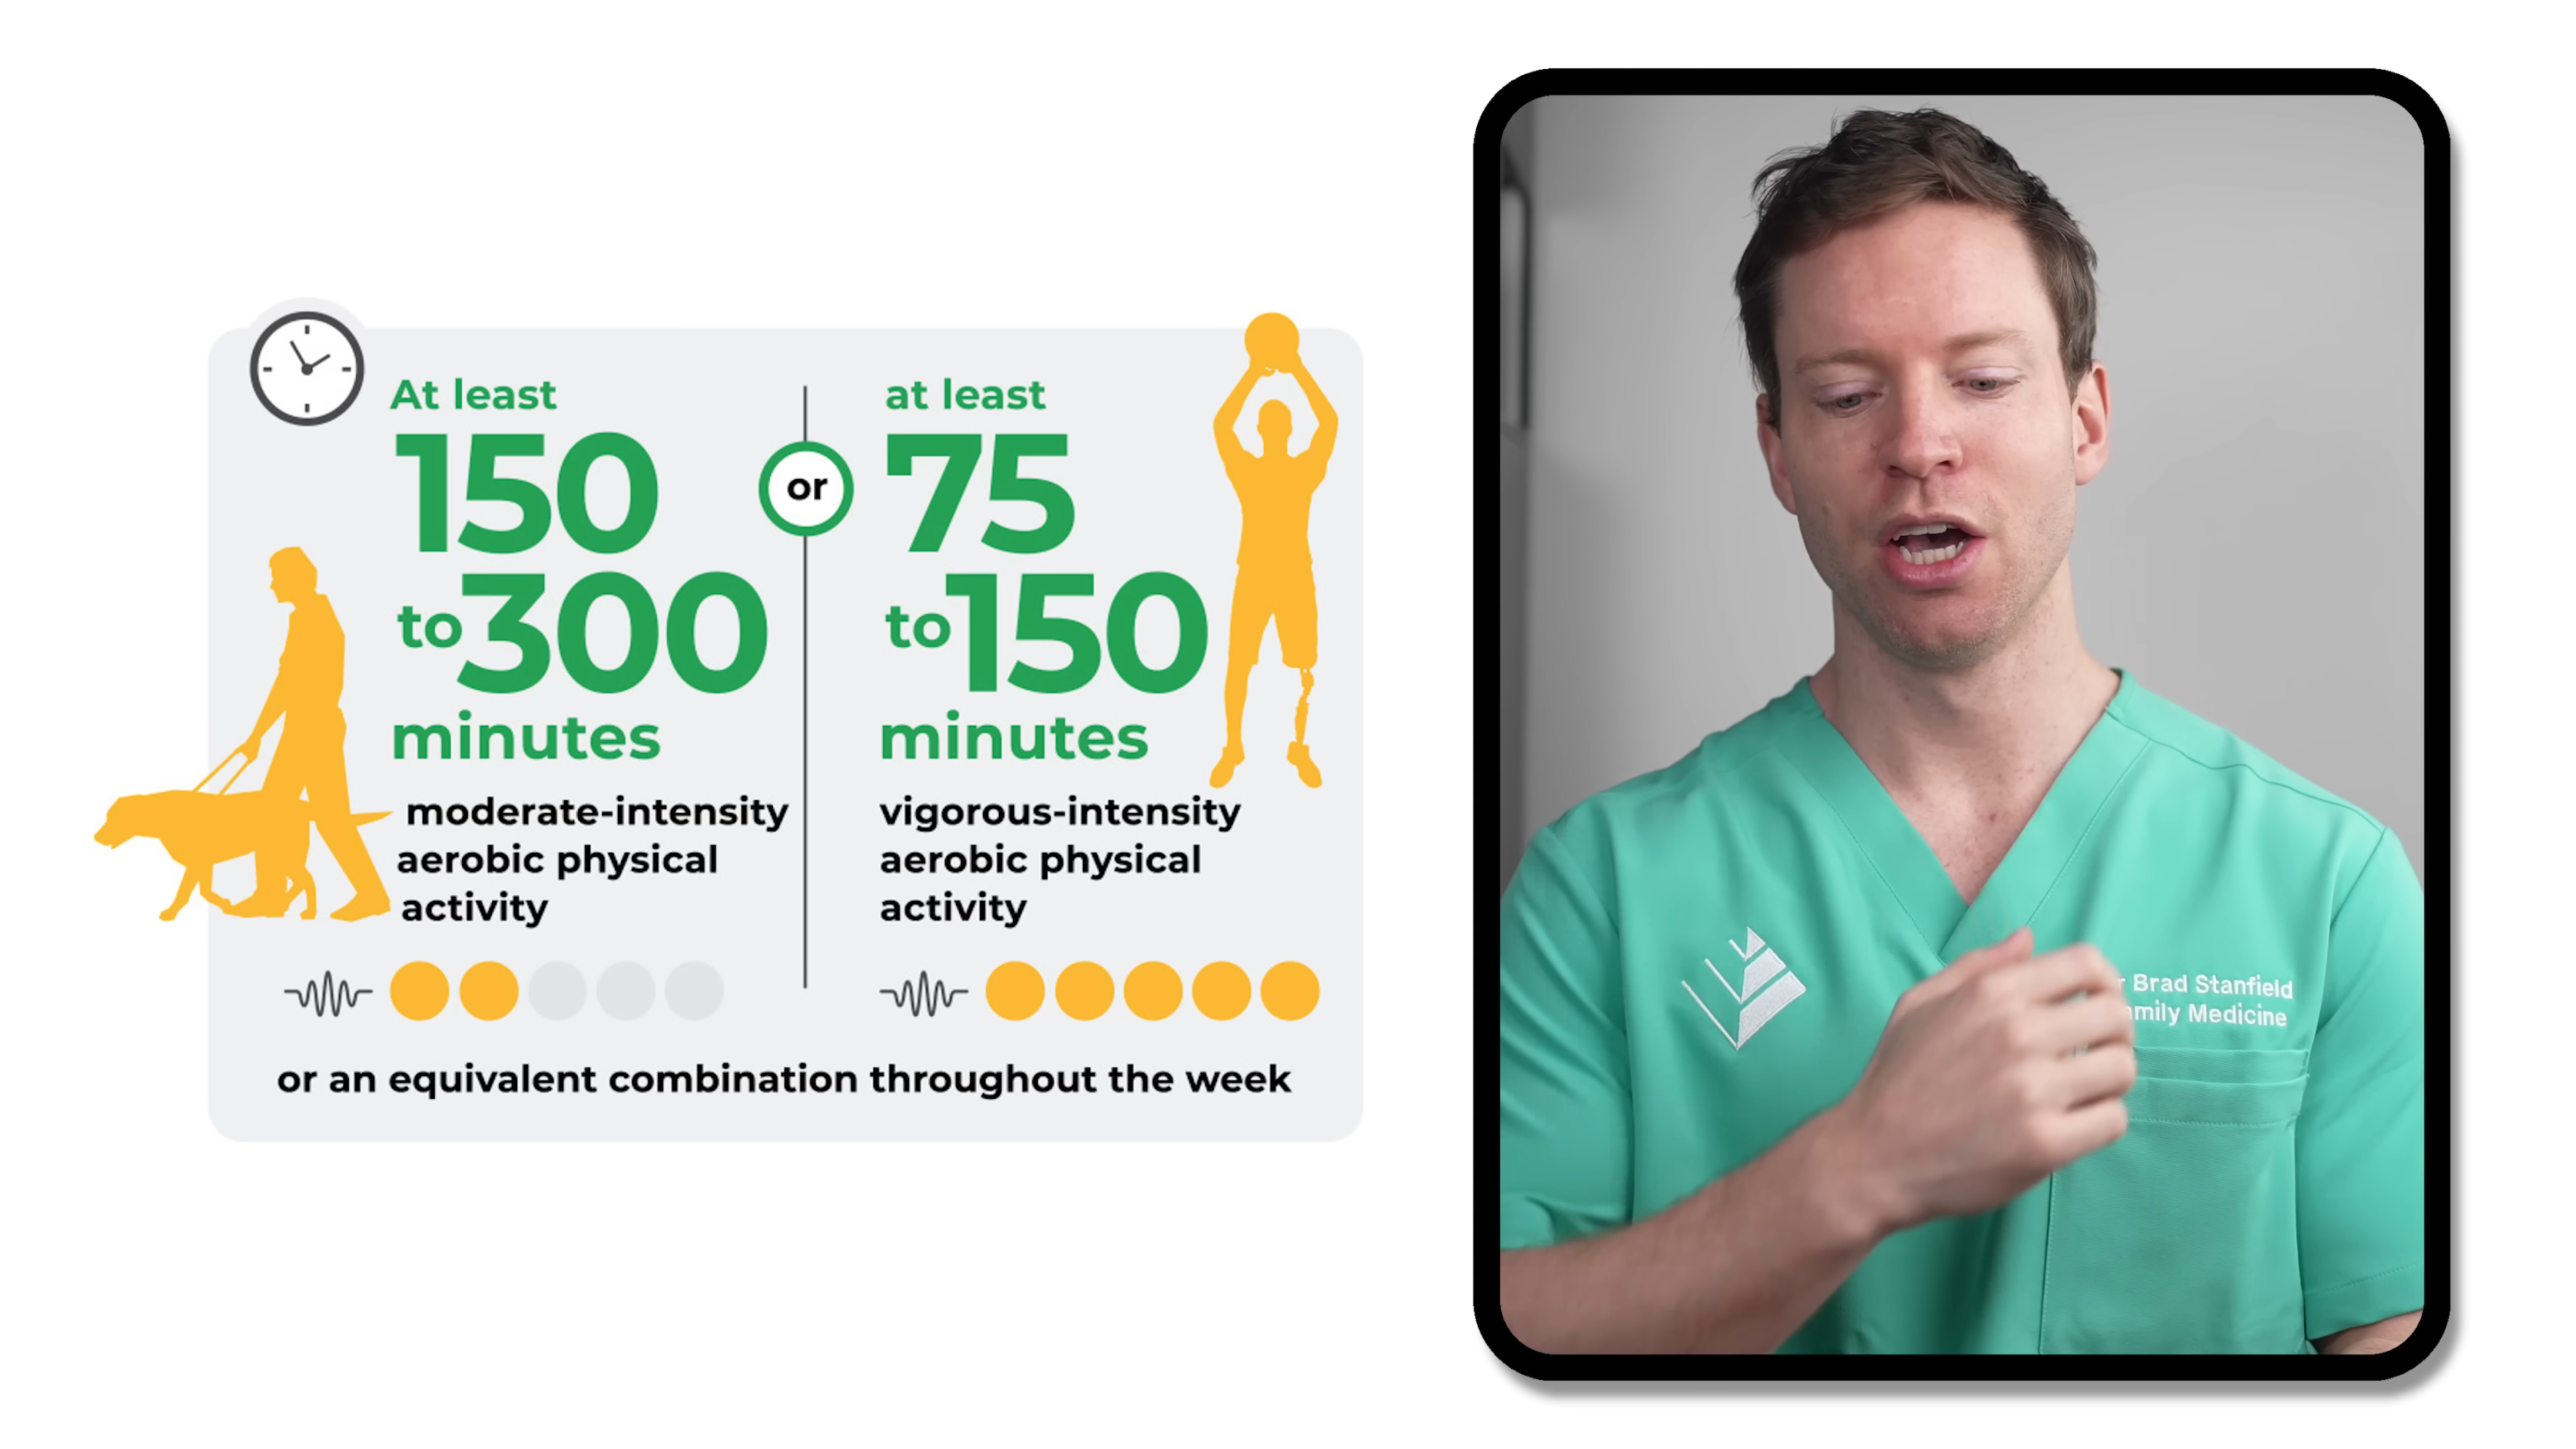 At least
150
to 300
minutes
moderate-intensity
aerobic physical
activity
or
at least
75
to 150
minutes
vigorous-intensity
aerobic physical
activity
or an equivalent combination throughout the week
Brad Stanfield
Medicine